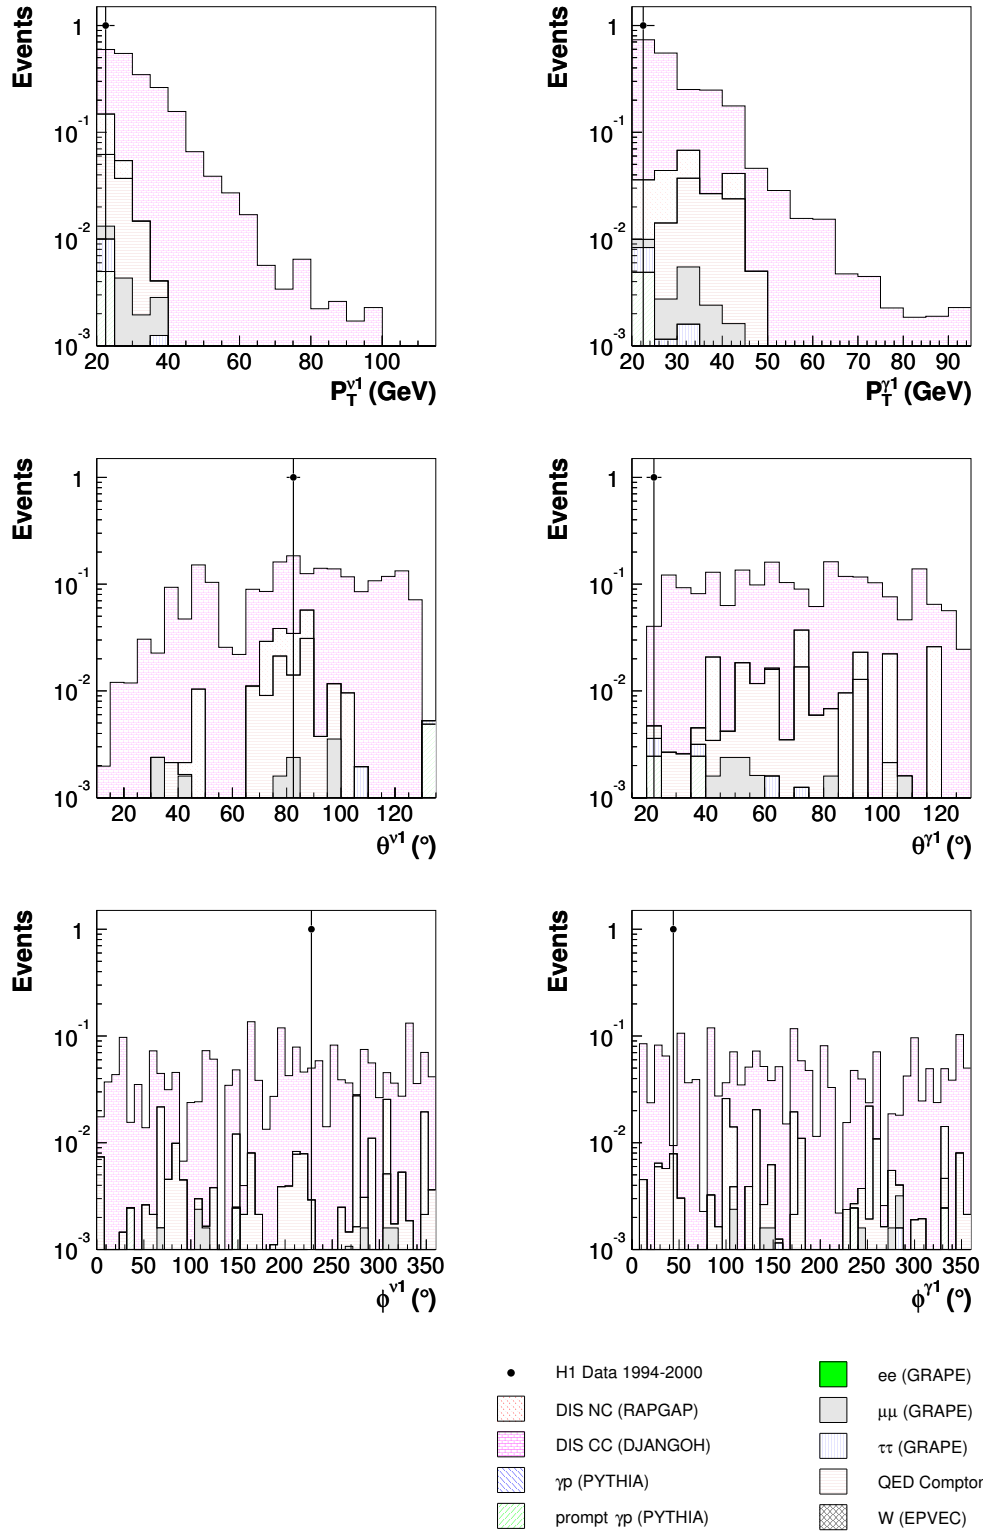 Events
1
10^-1
10^-2
10^-3
20 40 60 80 100
P_T^ν1 (GeV)
Events
1
10^-1
10^-2
10^-3
20 30 40 50 60 70 80 90
P_T^γ1 (GeV)
Events
1
10^-1
10^-2
10^-3
20 40 60 80 100 120
θ^ν1 (°)
Events
1
10^-1
10^-2
10^-3
20 40 60 80 100 120
θ^γ1 (°)
Events
1
10^-1
10^-2
10^-3
0 50 100 150 200 250 300 350
ϕ^ν1 (°)
Events
1
10^-1
10^-2
10^-3
0 50 100 150 200 250 300 350
ϕ^γ1 (°)
H1 Data 1994-2000
DIS NC (RAPGAP)
DIS CC (DJANGOH)
γp (PYTHIA)
prompt γp (PYTHIA)
ee (GRAPE)
μμ (GRAPE)
ττ (GRAPE)
QED Compton
W (EPVEC)